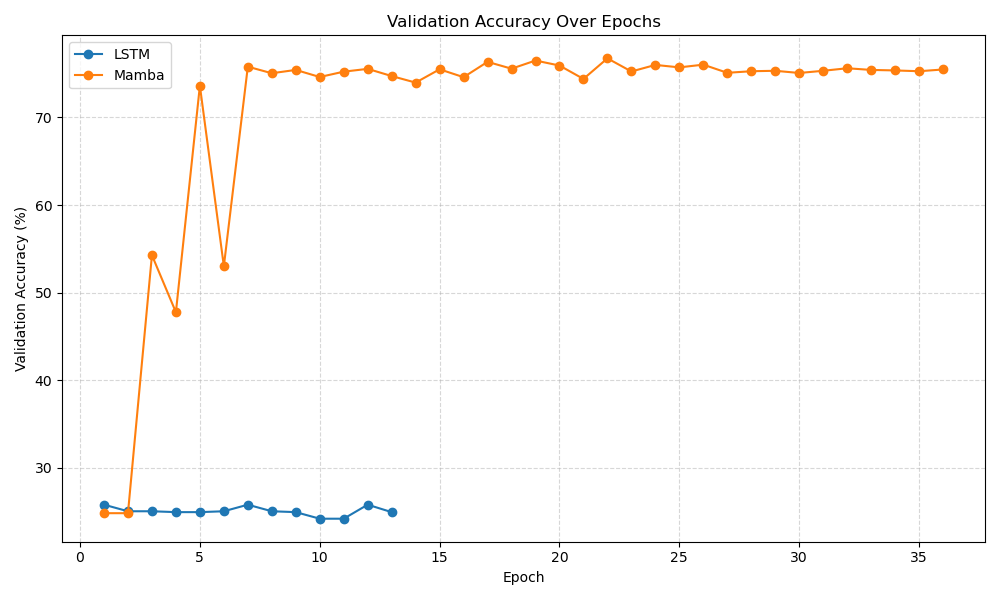 Validation Accuracy Over Epochs
LSTM
Mamba
Validation Accuracy (%)
70
60
50
40
30
0 5 10 15 20 25 30 35
Epoch